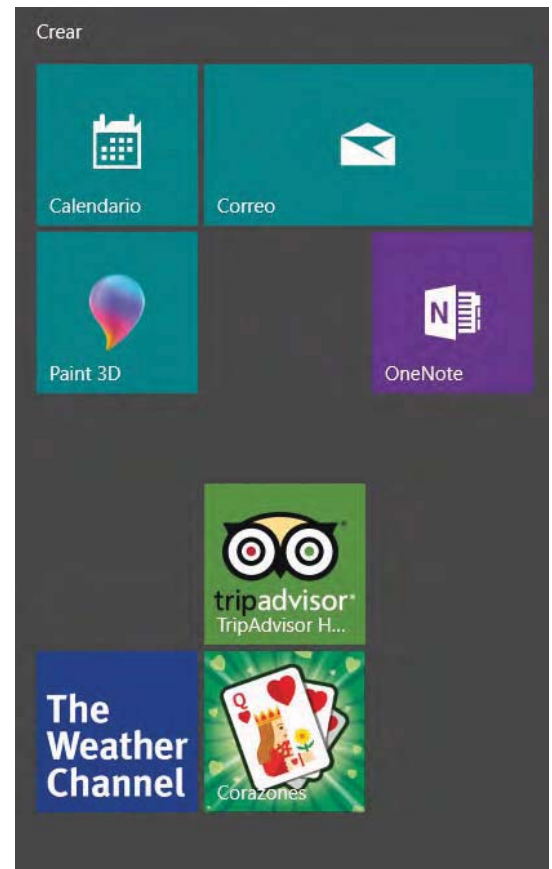 Crear
Calendario
Correo
Paint 3D
N
OneNote
tripadvisor®
TripAdvisor H...
The
Weather
Channel
Q
Corazones